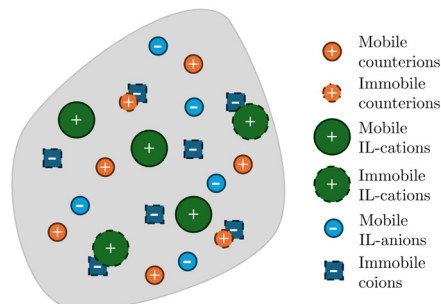 Mobile
counterions
Immobile
counterions
Mobile
IL-cations
Immobile
IL-cations
Mobile
IL-anions
Immobile
coions